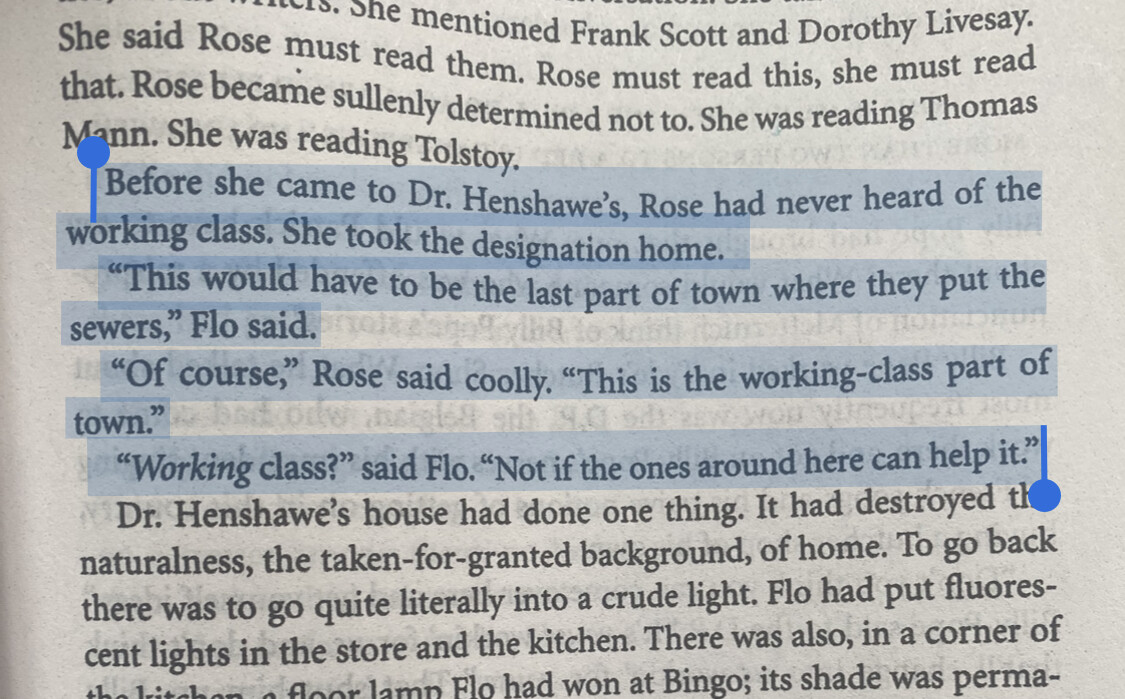 She mentioned Frank Scott and Dorothy Livesay.
She said Rose must read them. Rose must read this, she must read
that. Rose became sullenly determined not to. She was reading Thomas
Mann. She was reading Tolstoy.
Before she came to Dr. Henshawe's, Rose had never heard of the
working class. She took the designation home.
“This would have to be the last part of town where they put the
sewers,” Flo said.
“Of course,” Rose said coolly. “This is the working-class part of
town.”
“Working class?” said Flo. “Not if the ones around here can help it.”
Dr. Henshawe's house had done one thing. It had destroyed
naturalness, the taken-for-granted background, of home. To go back
there was to go quite literally into a crude light. Flo had put fluores-
cent lights in the store and the kitchen. There was also, in a corner of
the kitchen, a floor lamp Flo had won at Bingo; its shade was perma-